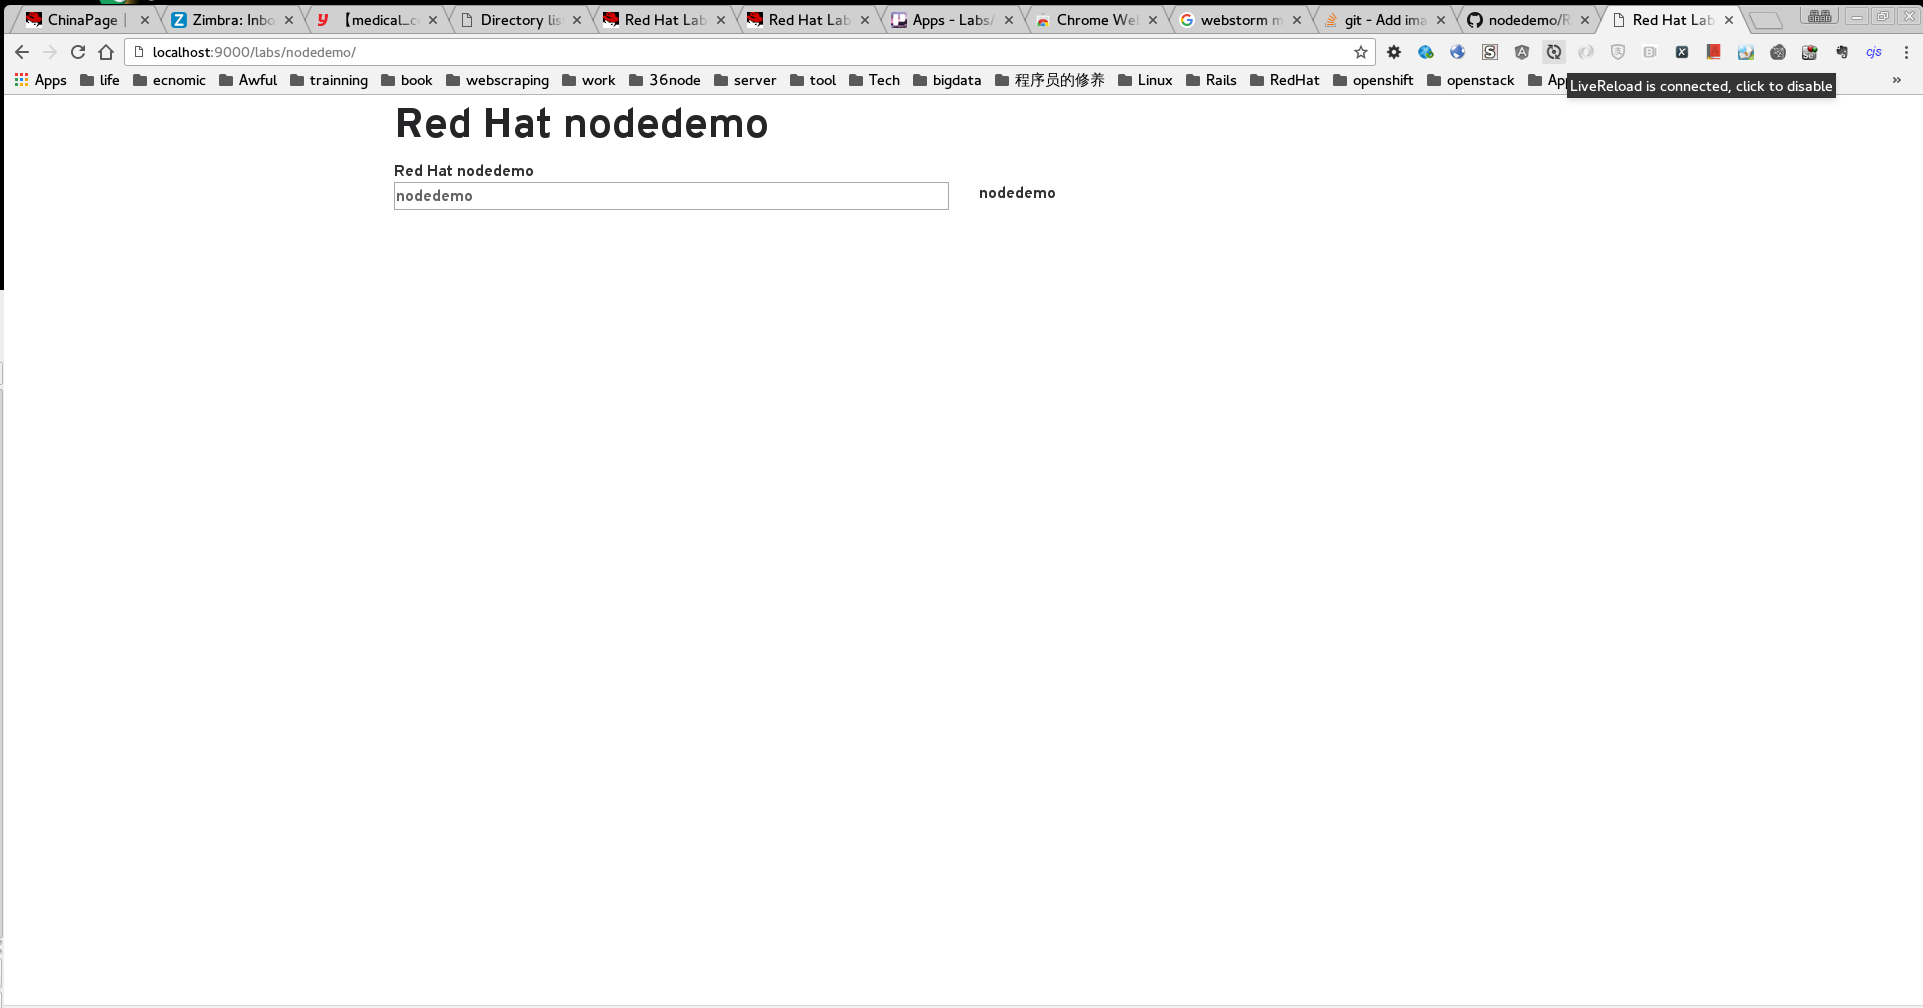 ChinaPage | Zimbra: Inbo 【medical_c Directory lis Red Hat Lab Red Hat Lab Apps - Labs/ Chrome We webstorm m git - Add ima nodedemo/R Red Hat Lab
localhost:9000/labs/nodedemo/ cjs
Apps life ecnomic Awful trainning book webscraping work 36node server tool Tech bigdata 程序员的修养 Linux Rails RedHat openshift openstack Ap »
LiveReload is connected, click to disable
Red Hat nodedemo
Red Hat nodedemo
nodedemo nodedemo